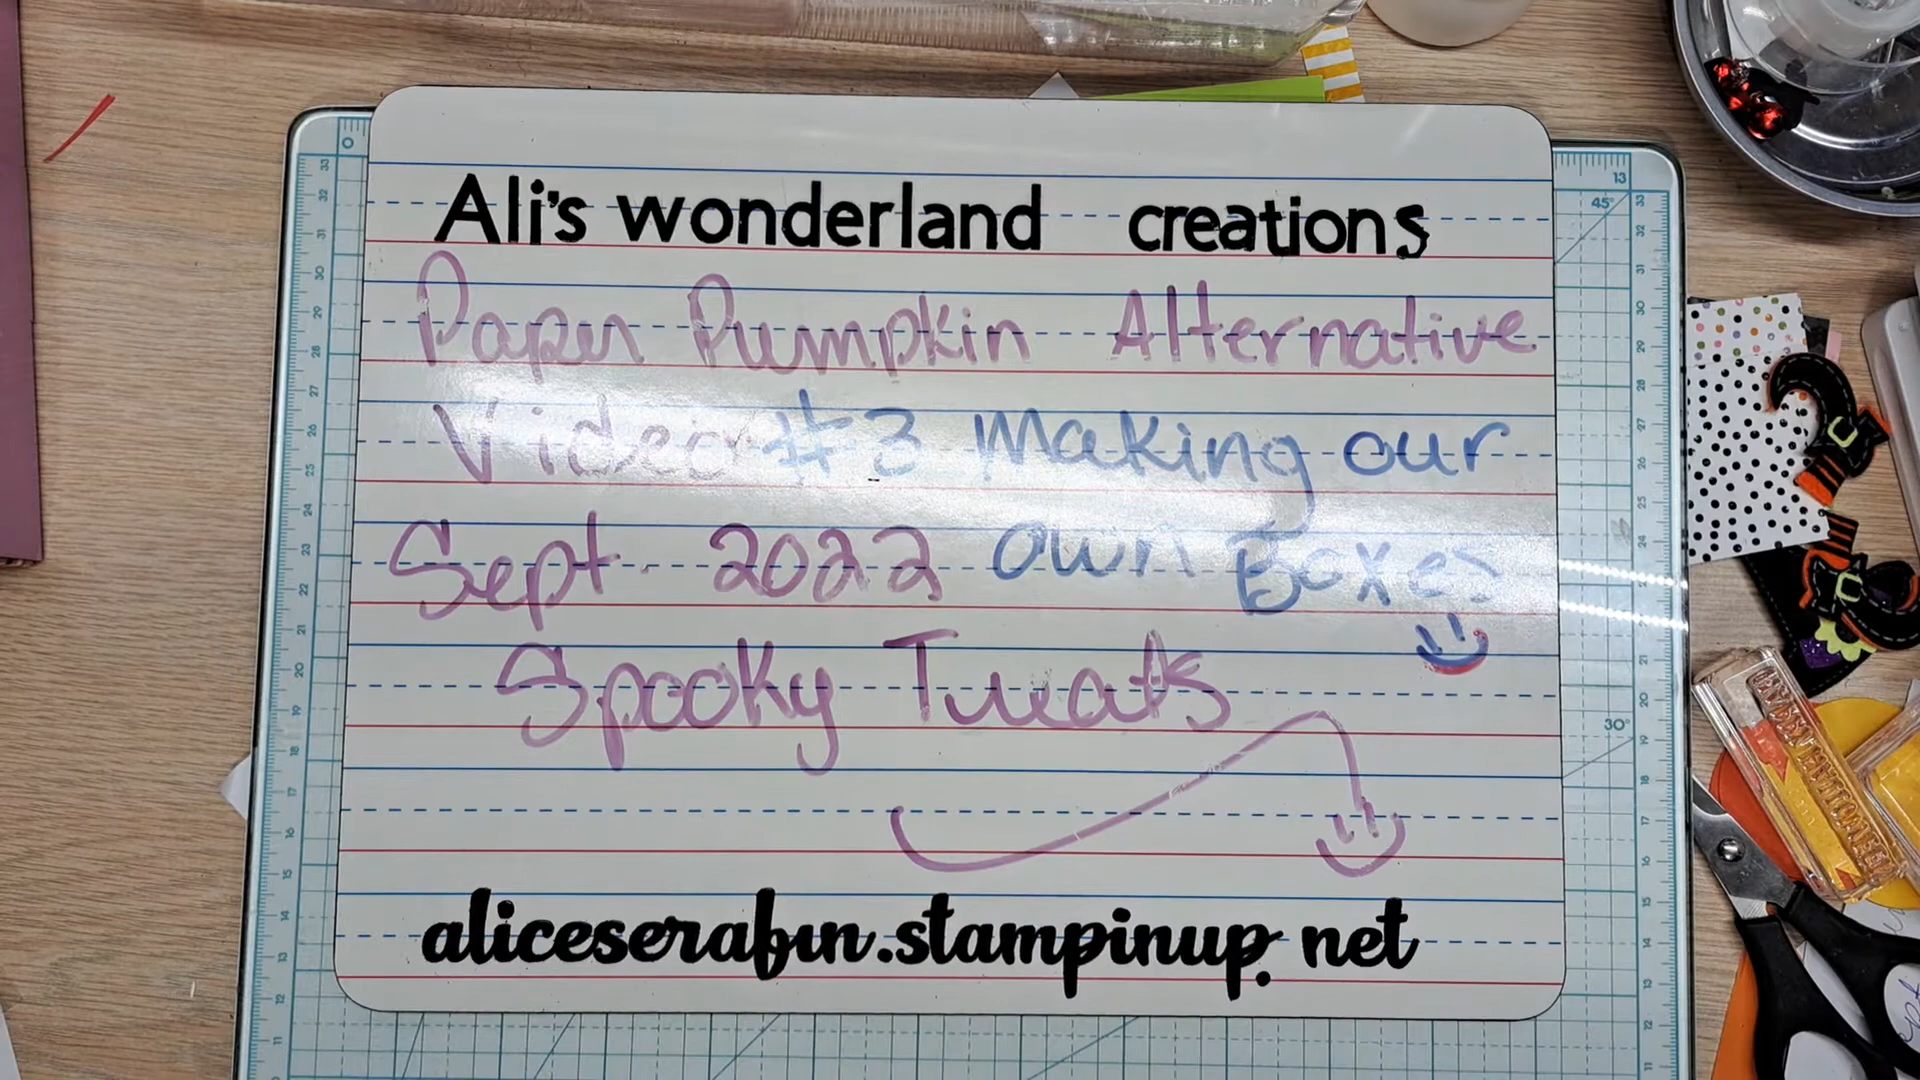 Ali's wonderland creations
Paper Pumpkin Alternative
Video #3 Making our
Sept. 2022 own Boxes
Spooky Treats
aliceserafin.stampinup.net